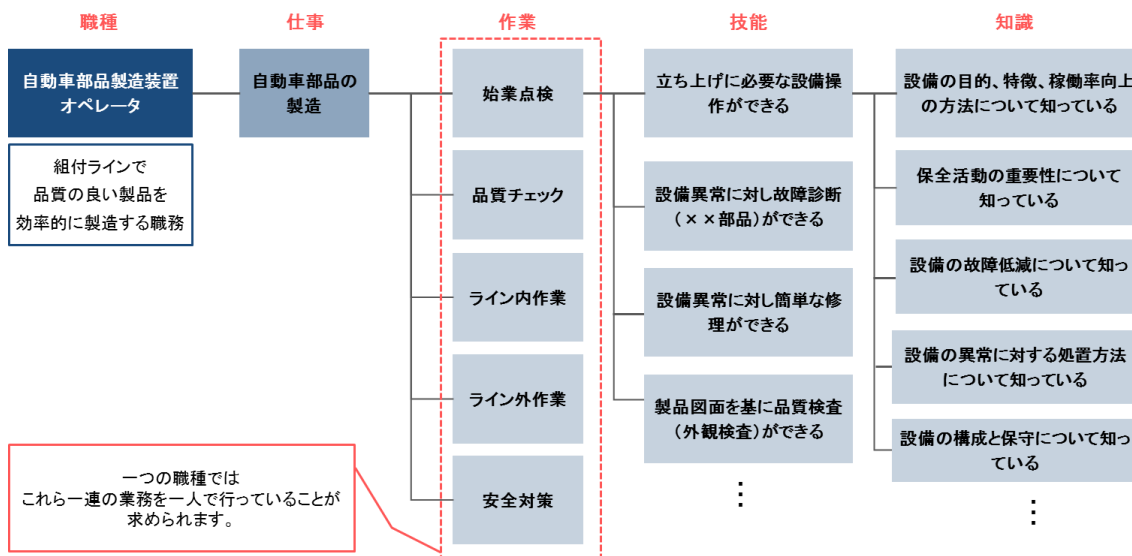 職種
仕事
作業
技能
知識
自動車部品製造装置
オペレータ
組付ラインで
品質の良い製品を
効率的に製造する職務
自動車部品の
製造
始業点検
品質チェック
ライン内作業
ライン外作業
安全対策
立ち上げに必要な設備操
作ができる
設備異常に対し故障診断
(××部品)ができる
設備異常に対し簡単な修
理ができる
製品図面を基に品質検査
(外観検査)ができる
⋮
設備の目的、特徴、稼働率向上
の方法について知っている
保全活動の重要性について
知っている
設備の故障低減について知っ
ている
設備の異常に対する処置方法
について知っている
設備の構成と保守について知っ
ている
⋮
一つの職種では
これら一連の業務を一人で行っていることが
求められます。